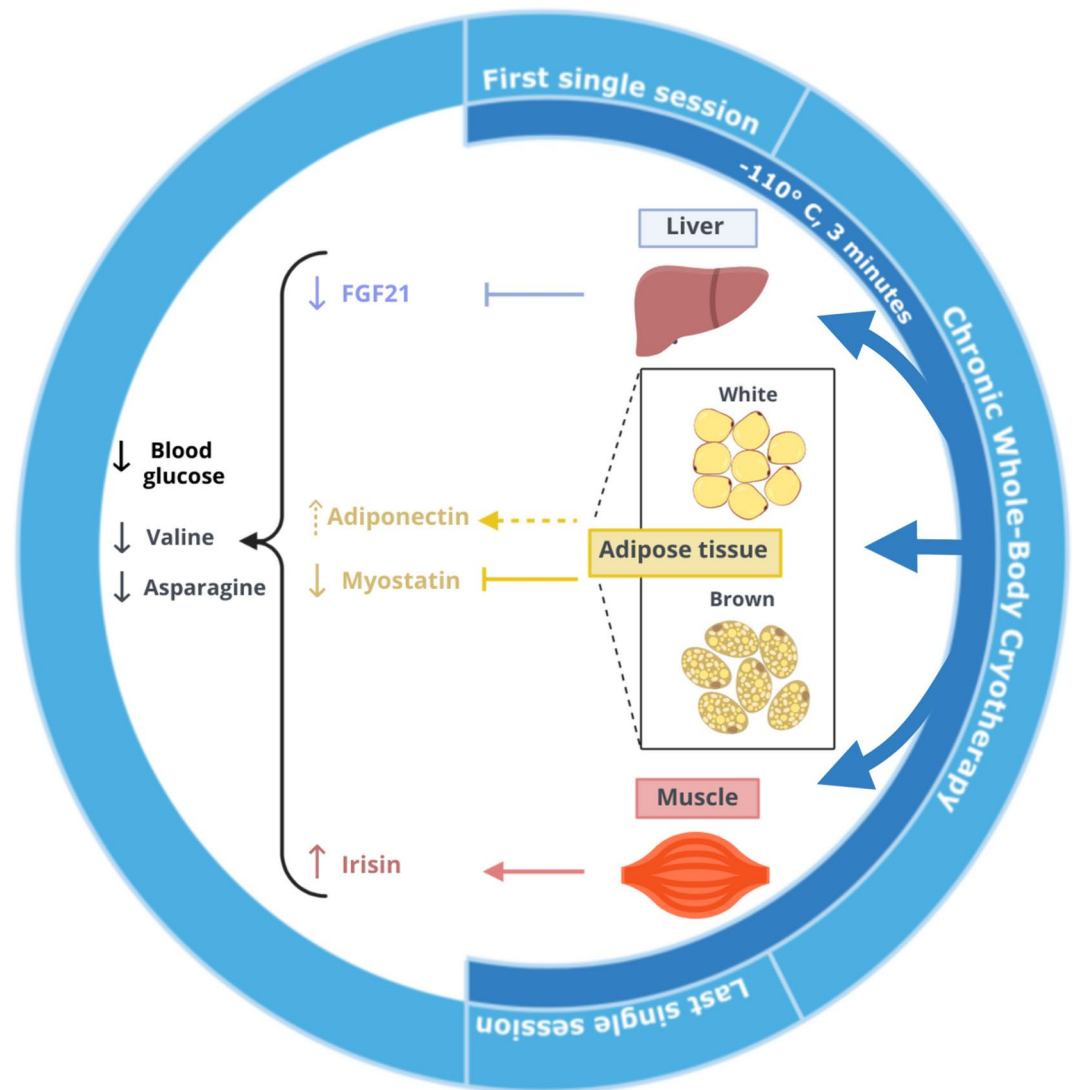 First single session
-110° C, 3 minutes
Chronic Whole-Body Cryotherapy
Last single session
Liver
↓ FGF21
White
↓ Blood
glucose
↑ Adiponectin
Adipose tissue
↓ Valine
↓ Myostatin
↓ Asparagine
Brown
Muscle
↑ Irisin